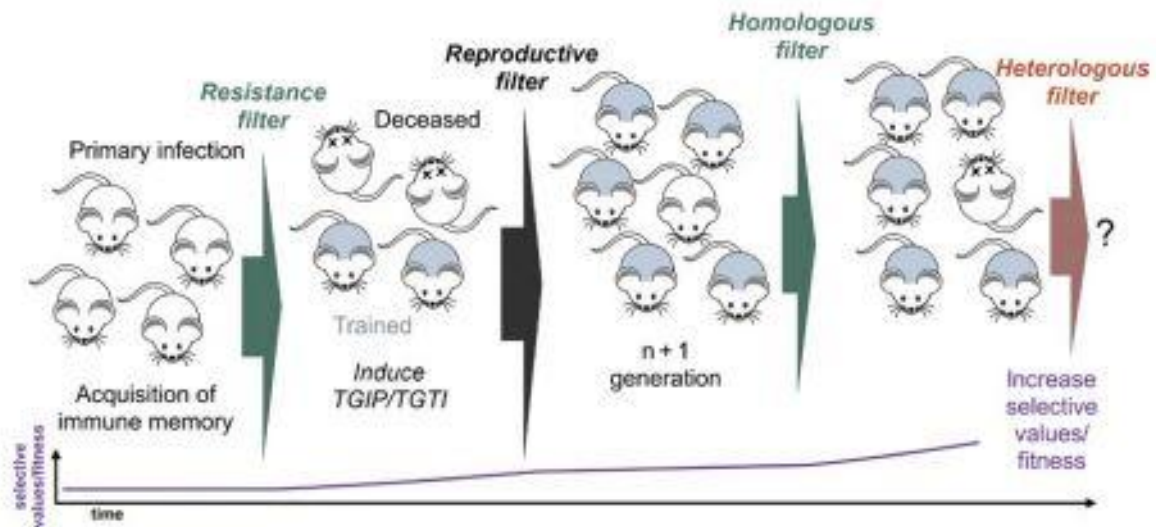 Primary infection
Acquisition of
immune memory
Resistance
filter
Deceased
Trained
Induce
TGIP/TGTI
Reproductive
filter
n + 1
generation
Homologous
filter
Heterologous
filter
?
Increase
selective
values/
fitness
selective
values/fitness
time